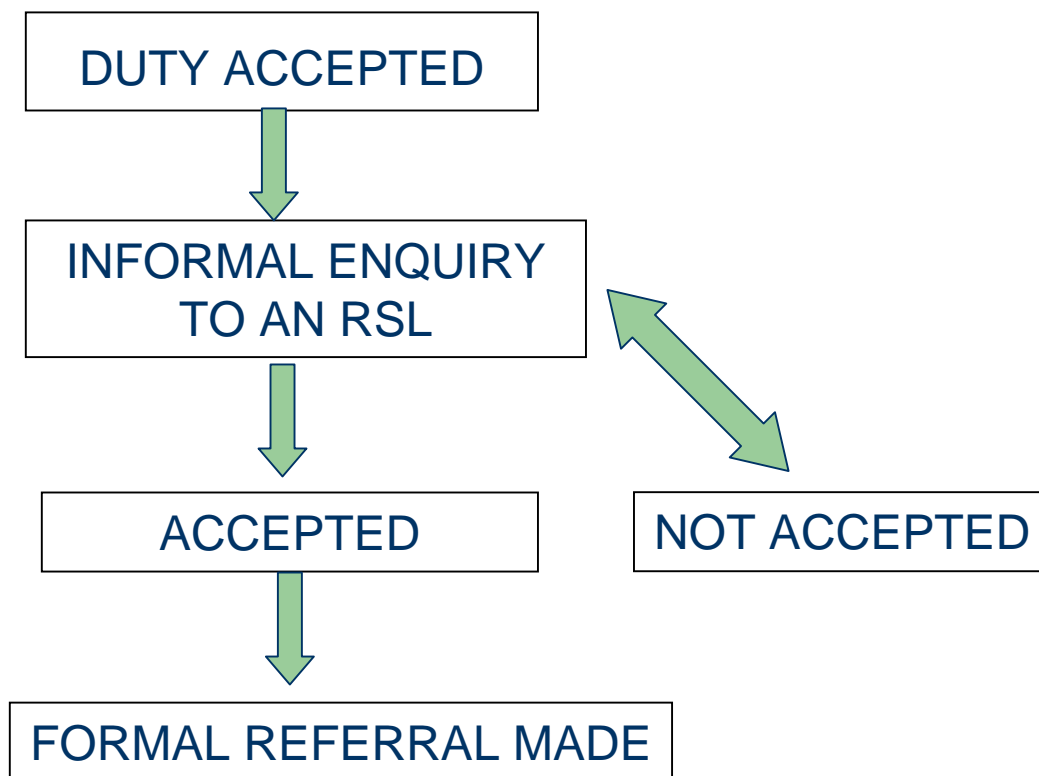 DUTY ACCEPTED
INFORMAL ENQUIRY
TO AN RSL
ACCEPTED
NOT ACCEPTED
FORMAL REFERRAL MADE